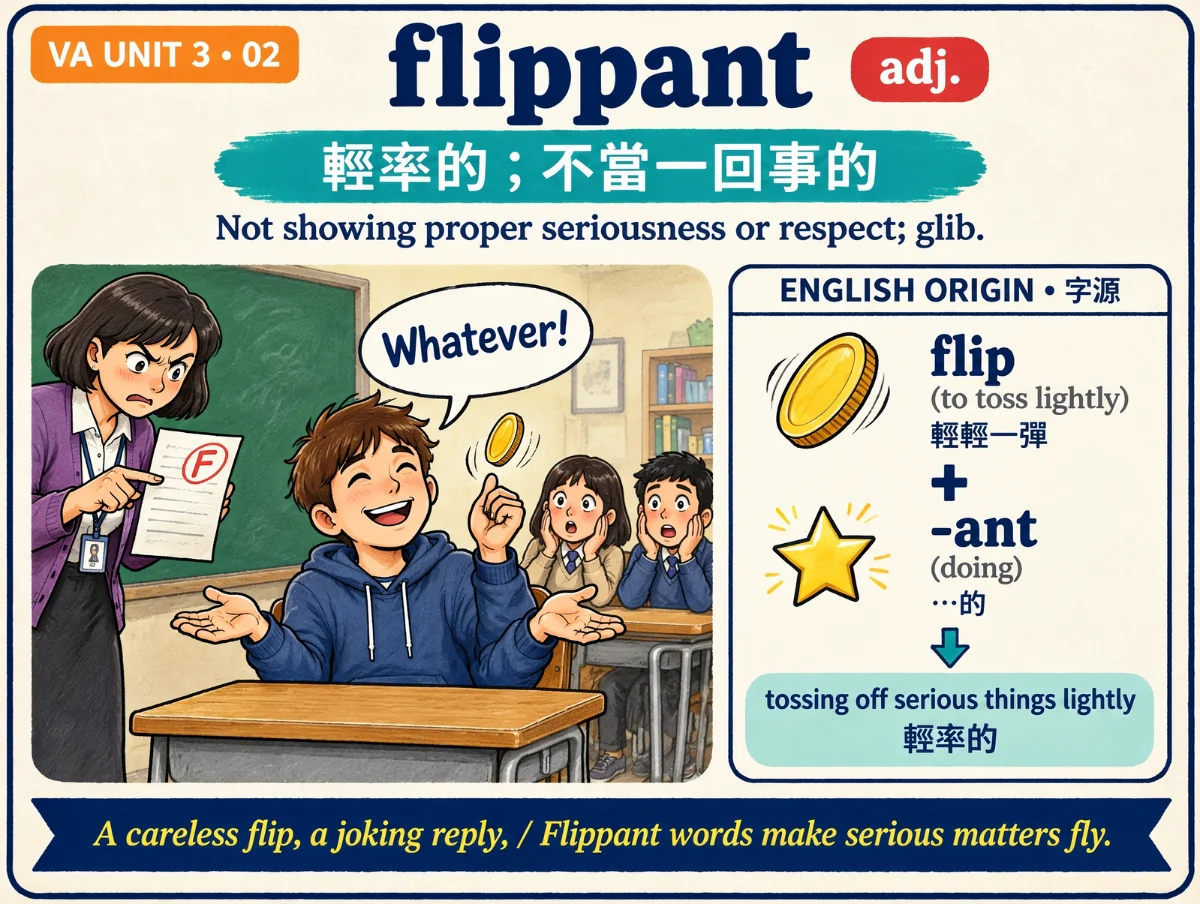 VA UNIT 3 • 02
flippant
adj.
輕率的；不當一回事的
Not showing proper seriousness or respect; glib.
Whatever!
F
ENGLISH ORIGIN • 字源
flip
(to toss lightly)
輕輕一彈
+
-ant
(doing)
…的
tossing off serious things lightly
輕率的
A careless flip, a joking reply, / Flippant words make serious matters fly.